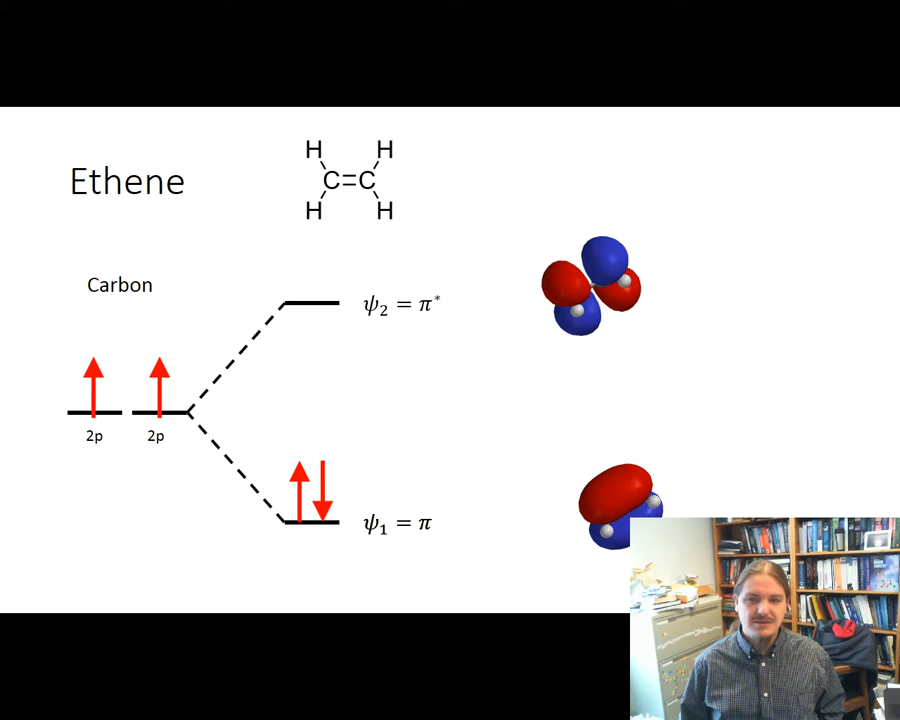 Ethene
H H
C=C
H H
Carbon
ψ₂ = π*
2p 2p
ψ₁ = π